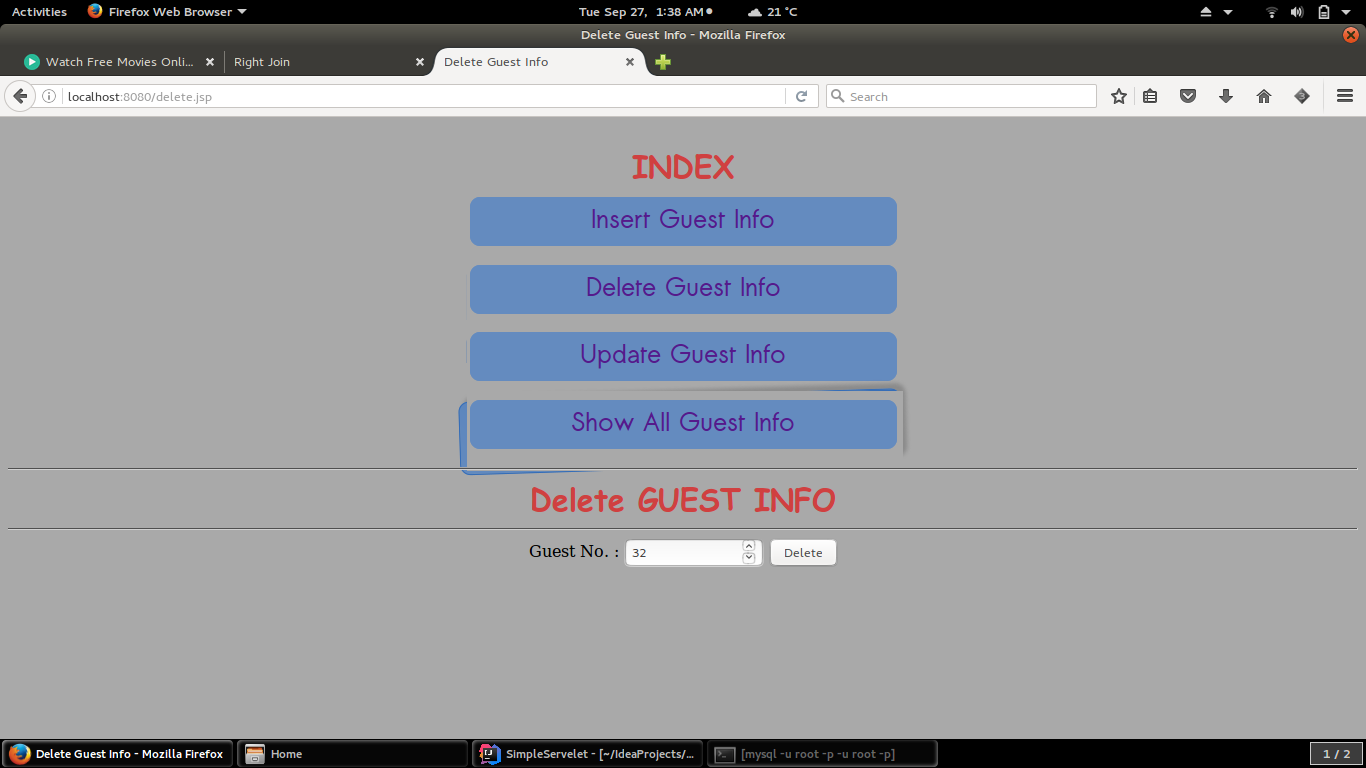 Activities Firefox Web Browser Tue Sep 27, 1:38 AM 21 °C
Delete Guest Info - Mozilla Firefox
Watch Free Movies Onli... Right Join Delete Guest Info
localhost:8080/delete.jsp Search
INDEX
Insert Guest Info
Delete Guest Info
Update Guest Info
Show All Guest Info
Delete GUEST INFO
Guest No. : 32 Delete
Delete Guest Info - Mozilla Firefox Home SimpleServelet - [~/IdeaProjects/... [mysql -u root -p -u root -p] 1 / 2